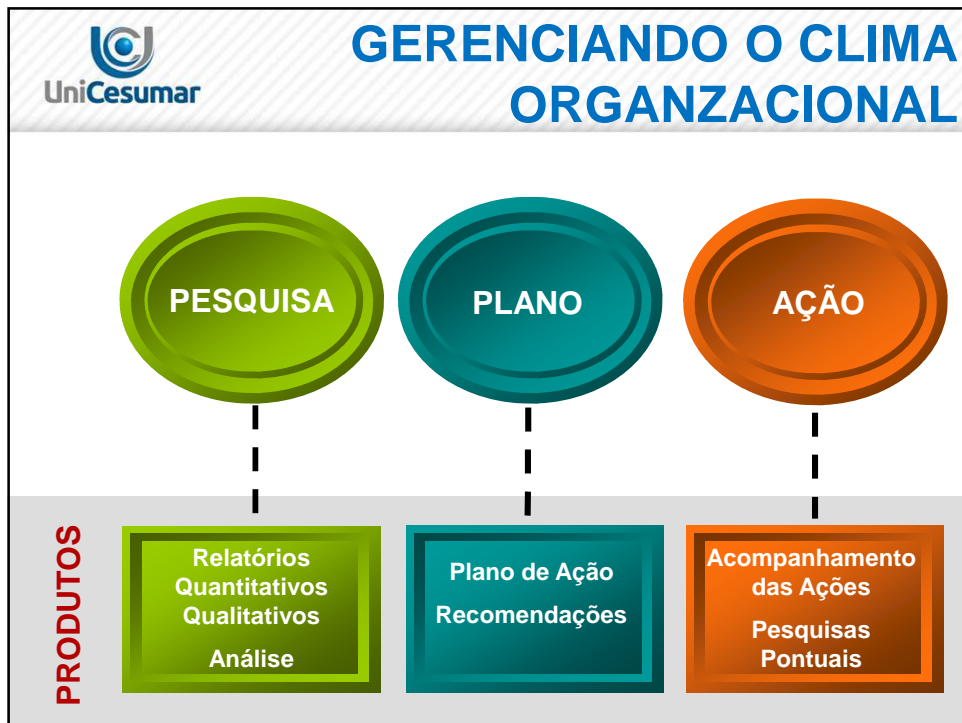 UniCesumar
GERENCIANDO O CLIMA
ORGANZACIONAL
PESQUISA
PLANO
AÇÃO
PRODUTOS
Relatórios
Quantitativos
Qualitativos
Análise
Plano de Ação
Recomendações
Acompanhamento
das Ações
Pesquisas
Pontuais